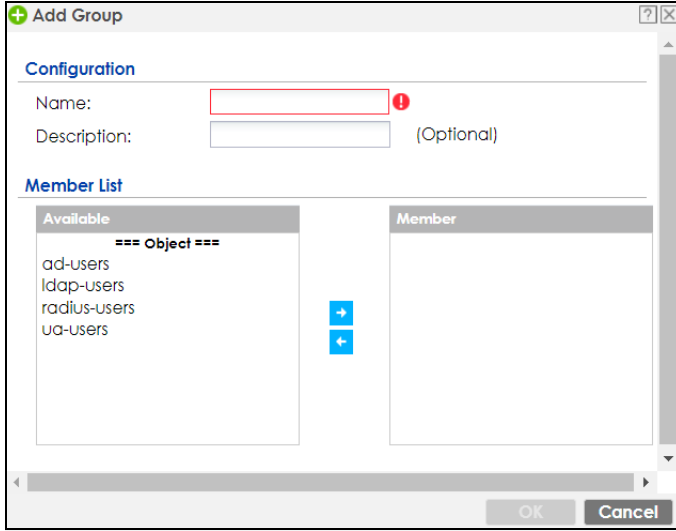 Add Group
?
Configuration
Name:
Description: (Optional)
Member List
Available Member
=== Object ===
ad-users
ldap-users
radius-users
ua-users
OK Cancel